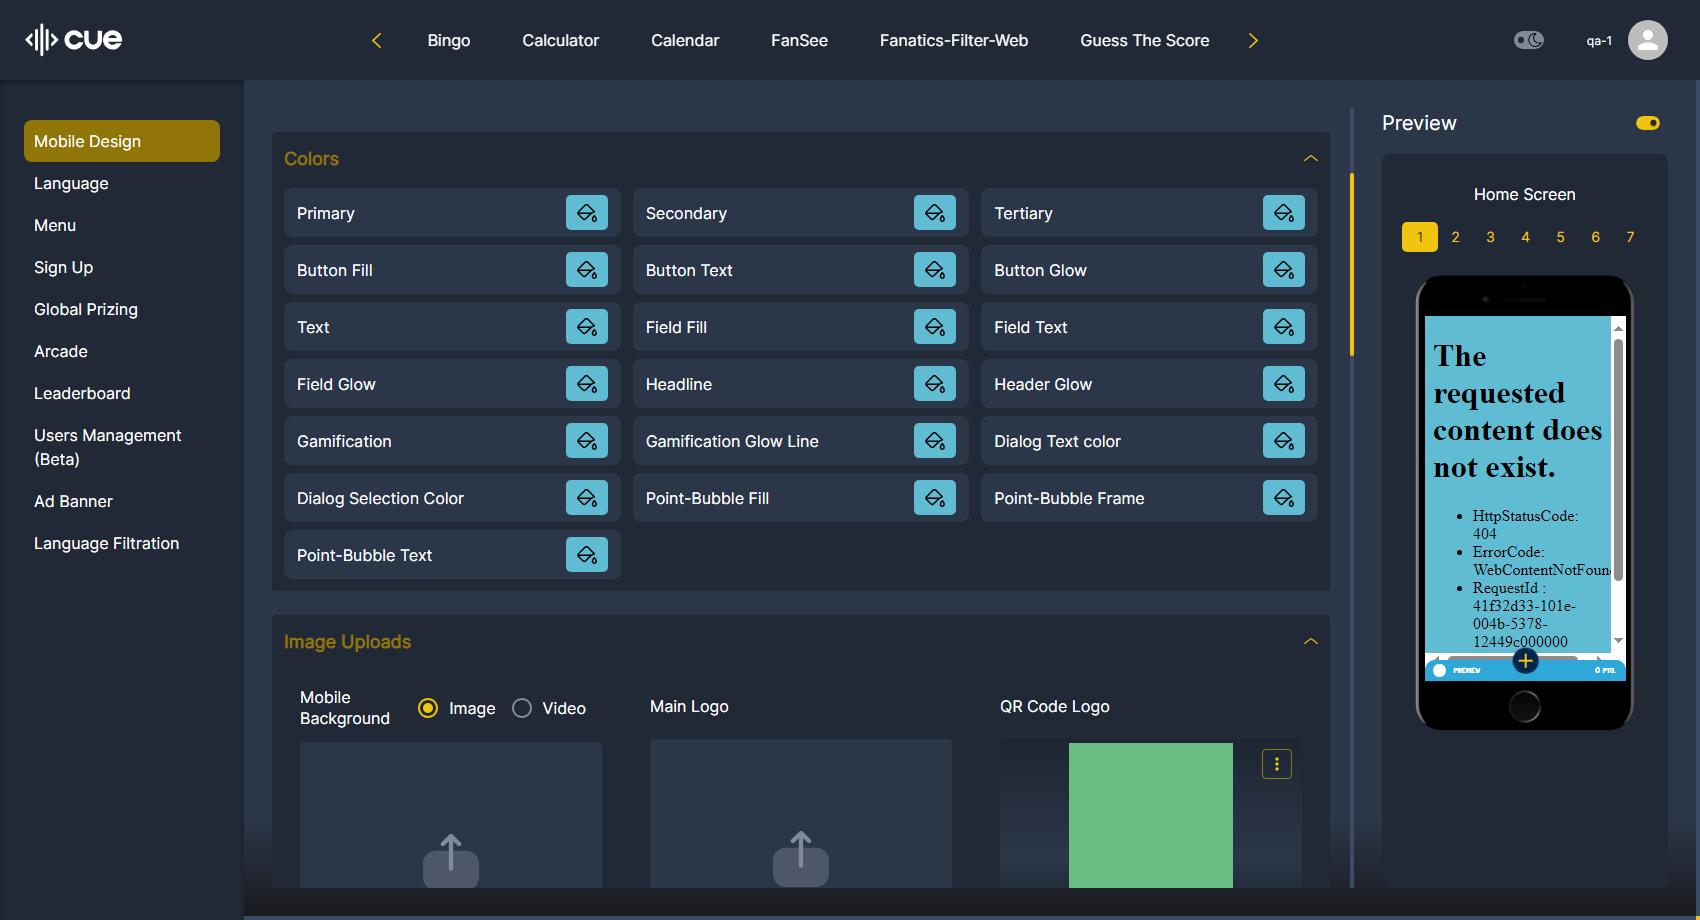 cue
Bingo
Calculator
Calendar
FanSee
Fanatics-Filter-Web
Guess The Score
qa-1
Mobile Design
Language
Menu
Sign Up
Global Prizing
Arcade
Leaderboard
Users Management
(Beta)
Ad Banner
Language Filtration
Colors
Primary
Secondary
Tertiary
Button Fill
Button Text
Button Glow
Text
Field Fill
Field Text
Field Glow
Headline
Header Glow
Gamification
Gamification Glow Line
Dialog Text color
Dialog Selection Color
Point-Bubble Fill
Point-Bubble Frame
Point-Bubble Text
Image Uploads
Mobile
Background
Image
Video
Main Logo
QR Code Logo
Preview
Home Screen
1 2 3 4 5 6 7
The
requested
content does
not exist.
HttpStatusCode:
404
ErrorCode:
WebContentNotFoun
RequestId :
41f32d33-101e-
004b-5378-
12449c000000
PREVIEW
0 PTS.